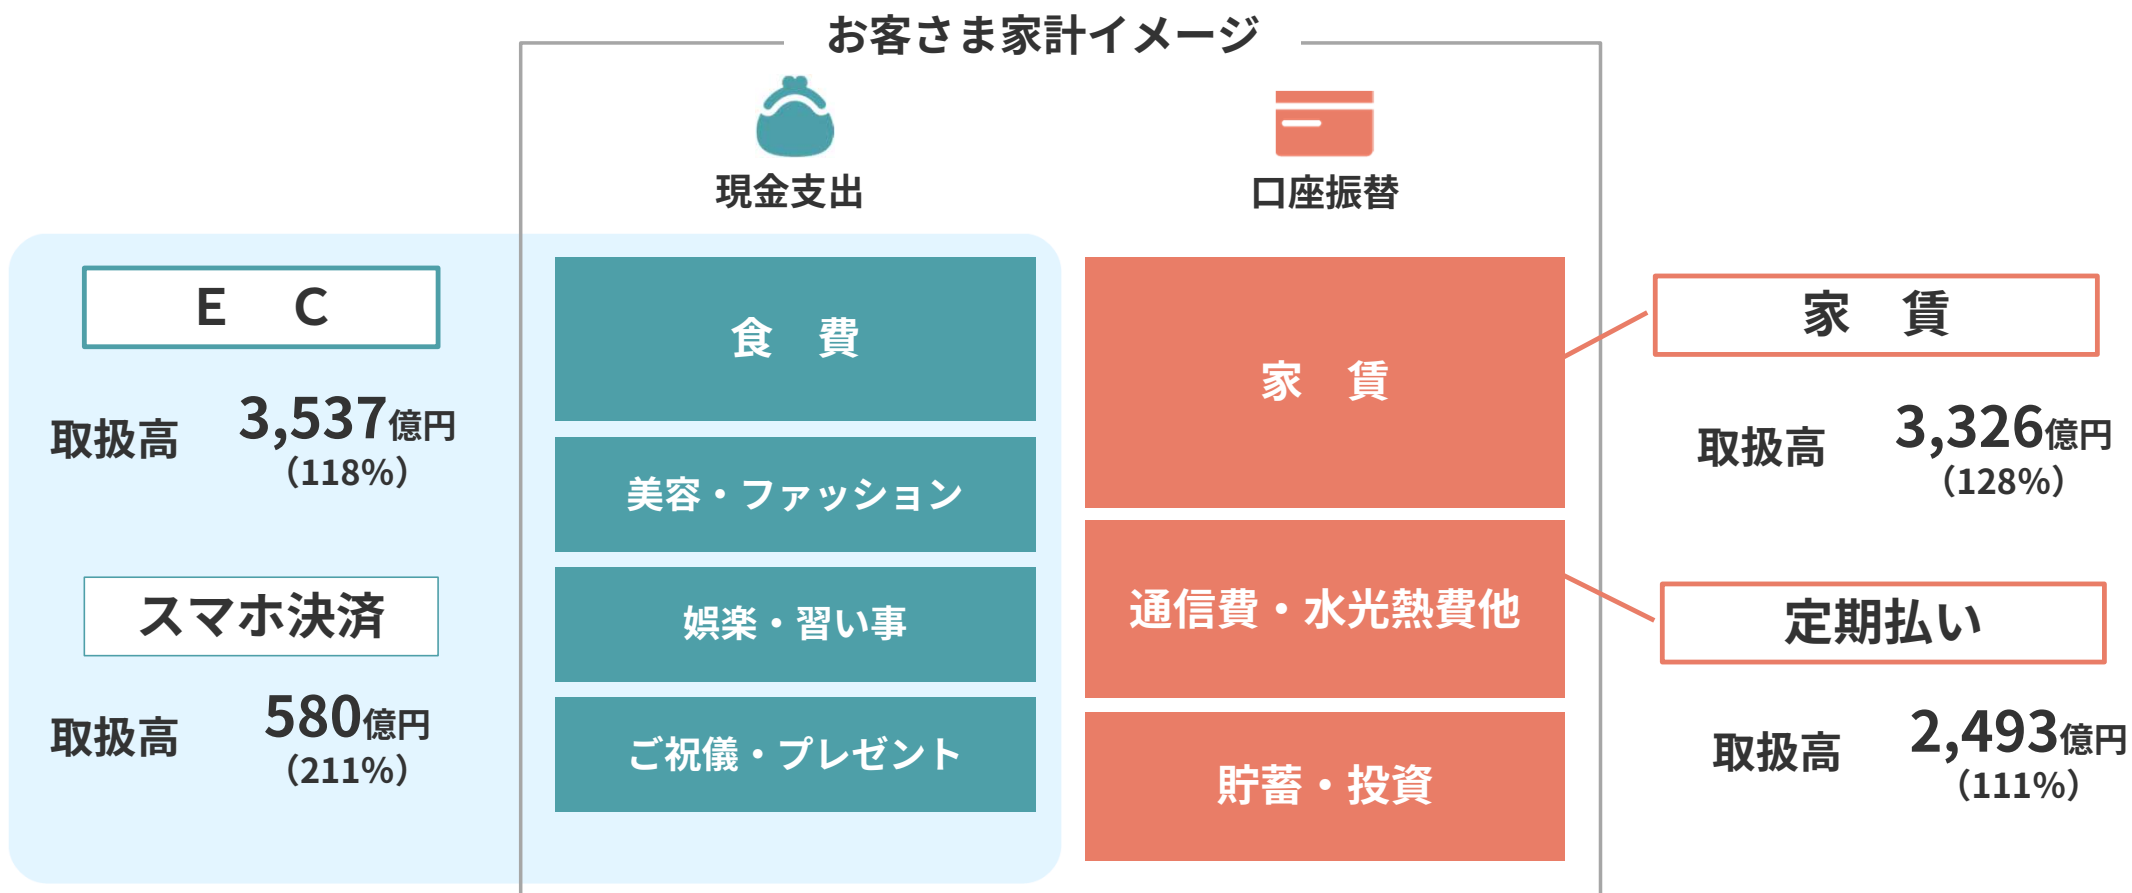 お客さま家計イメージ
現金支出
口座振替
Ｅ　Ｃ
取扱高 3,537億円
（118%）
スマホ決済
取扱高 580億円
（211%）
食　費
美容・ファッション
娯楽・習い事
ご祝儀・プレゼント
家　賃
通信費・水光熱費他
貯蓄・投資
家　賃
取扱高 3,326億円
（128%）
定期払い
取扱高 2,493億円
（111%）